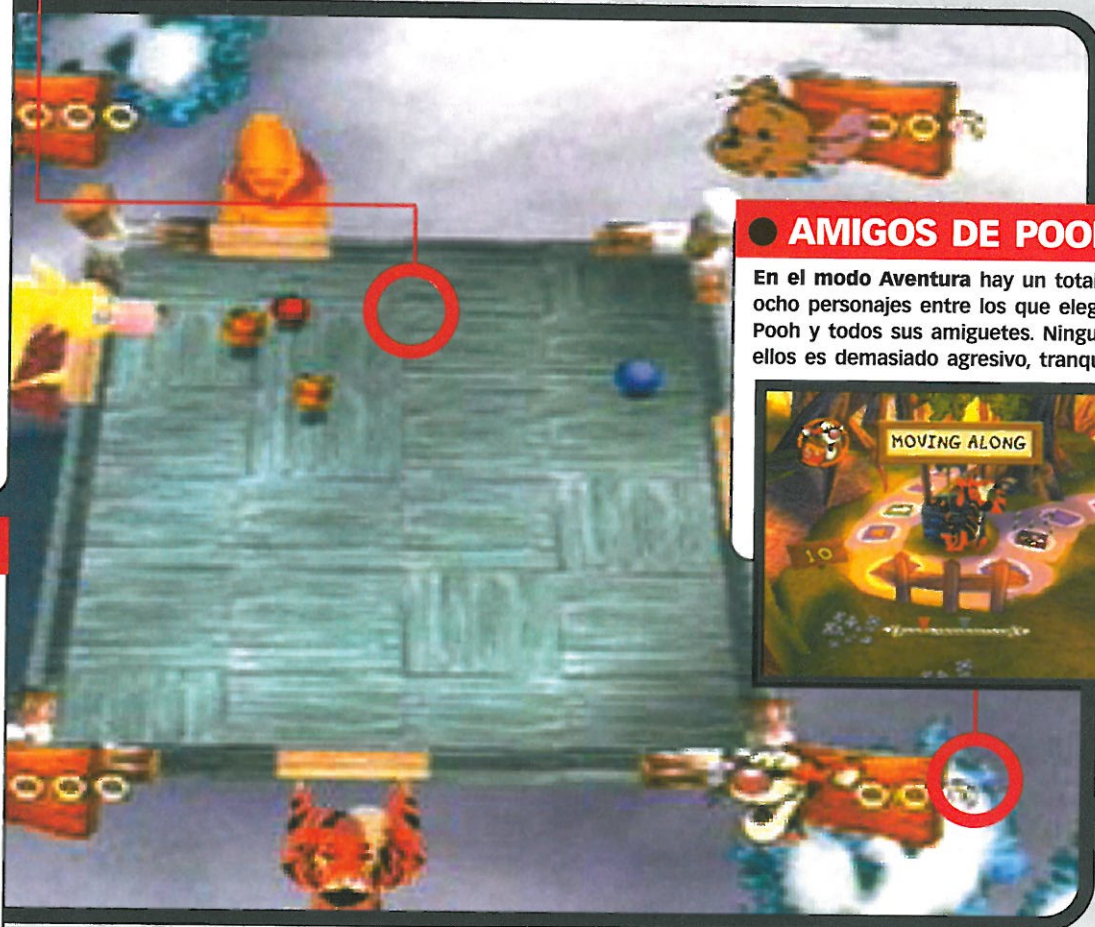 AMIGOS DE POOH
En el modo Aventura hay un total
ocho personajes entre los que eleg
Pooh y todos sus amiguetes. Ningu
ellos es demasiado agresivo, tranqu
MOVING ALONG
10